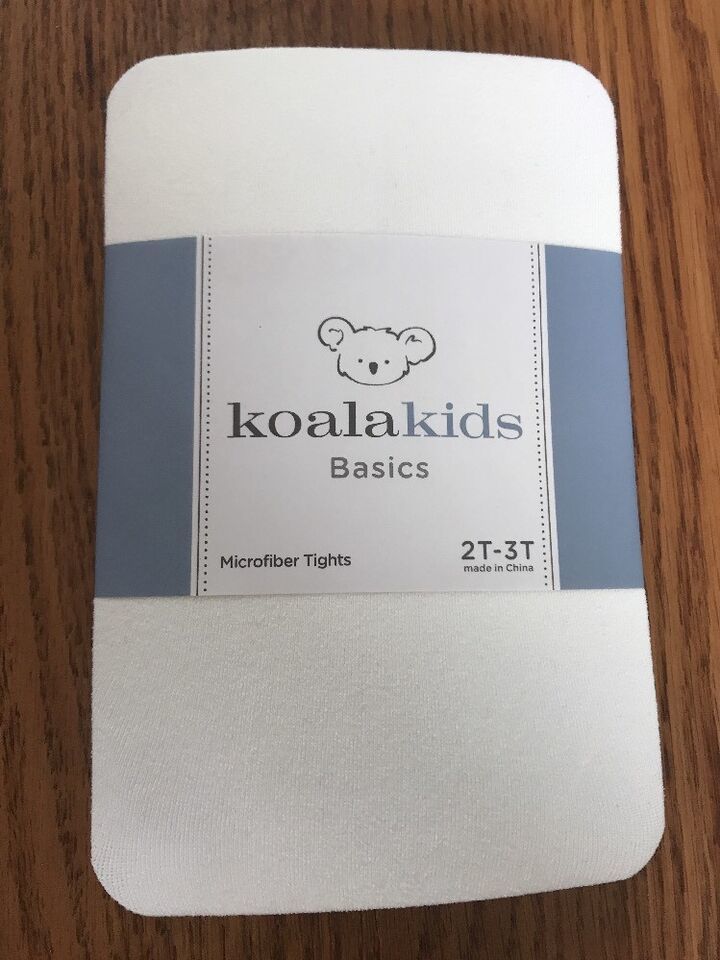 koalakids
Basics
Microfiber Tights
2T-3T
made in China